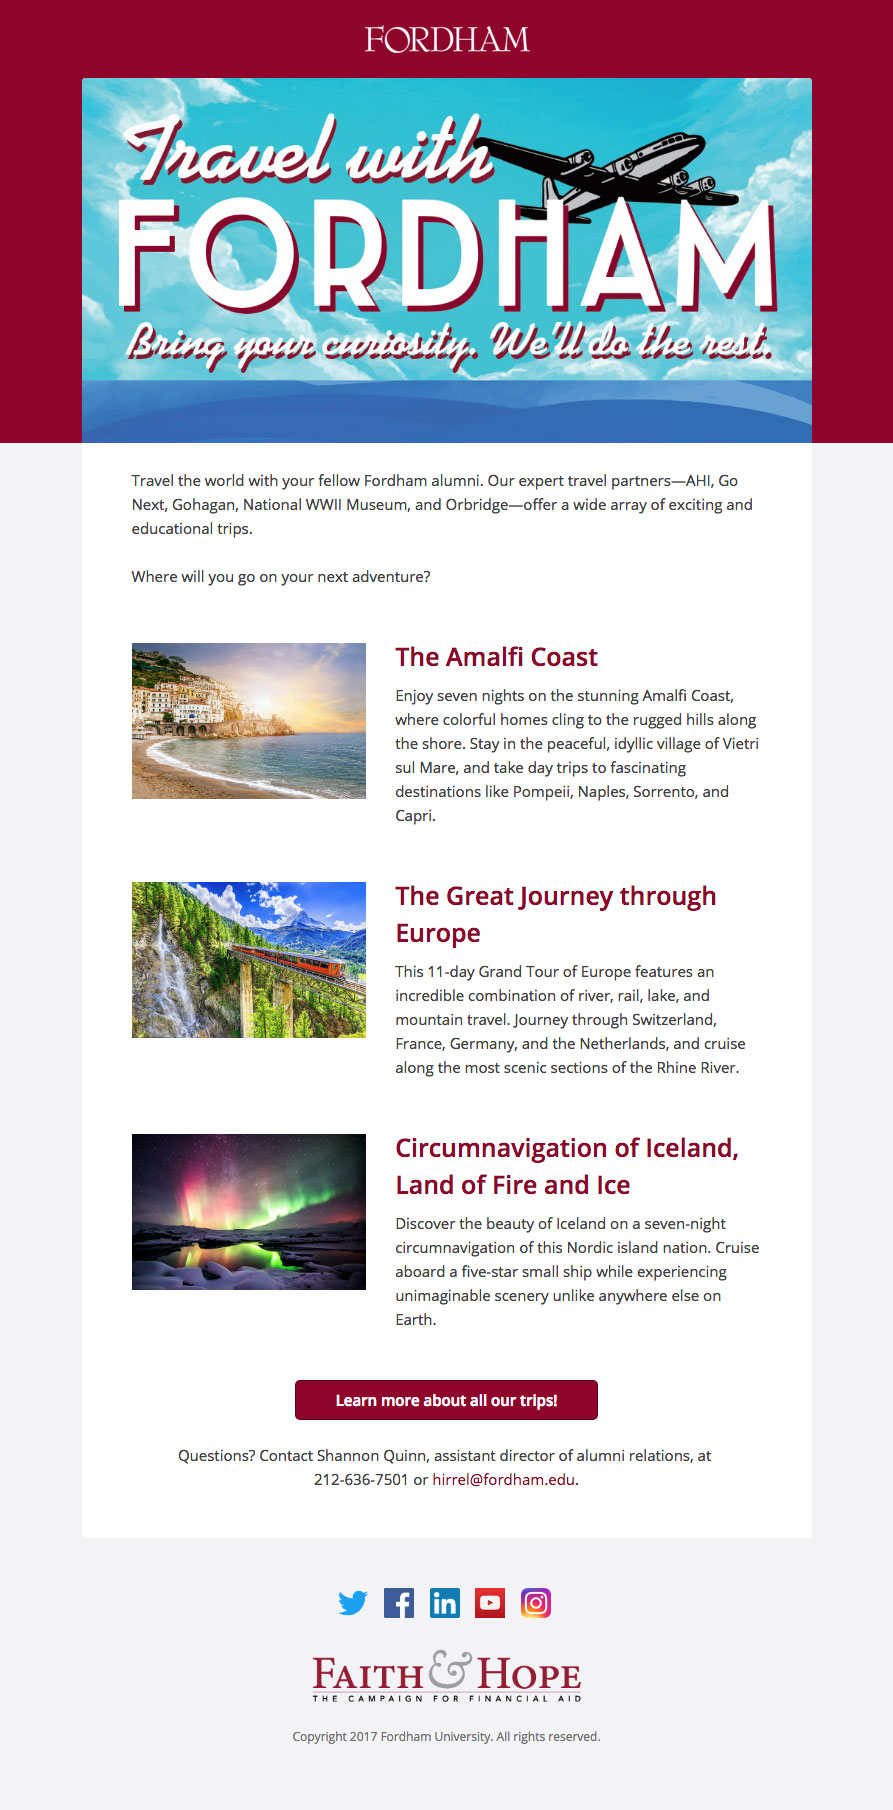 FORDHAM
Travel with
FORDHAM
Bring your curiosity. We'll do the rest.
Travel the world with your fellow Fordham alumni. Our expert travel partners—AHI, Go
Next, Gohagan, National WWII Museum, and Orbridge—offer a wide array of exciting and
educational trips.
Where will you go on your next adventure?
The Amalfi Coast
Enjoy seven nights on the stunning Amalfi Coast,
where colorful homes cling to the rugged hills along
the shore. Stay in the peaceful, idyllic village of Vietri
sul Mare, and take day trips to fascinating
destinations like Pompeii, Naples, Sorrento, and
Capri.
The Great Journey through
Europe
This 11-day Grand Tour of Europe features an
incredible combination of river, rail, lake, and
mountain travel. Journey through Switzerland,
France, Germany, and the Netherlands, and cruise
along the most scenic sections of the Rhine River.
Circumnavigation of Iceland,
Land of Fire and Ice
Discover the beauty of Iceland on a seven-night
circumnavigation of this Nordic island nation. Cruise
aboard a five-star small ship while experiencing
unimaginable scenery unlike anywhere else on
Earth.
Learn more about all our trips!
Questions? Contact Shannon Quinn, assistant director of alumni relations, at
212-636-7501 or hirrel@fordham.edu.
FAITH & HOPE
THE CAMPAIGN FOR FINANCIAL AID
Copyright 2017 Fordham University. All rights reserved.